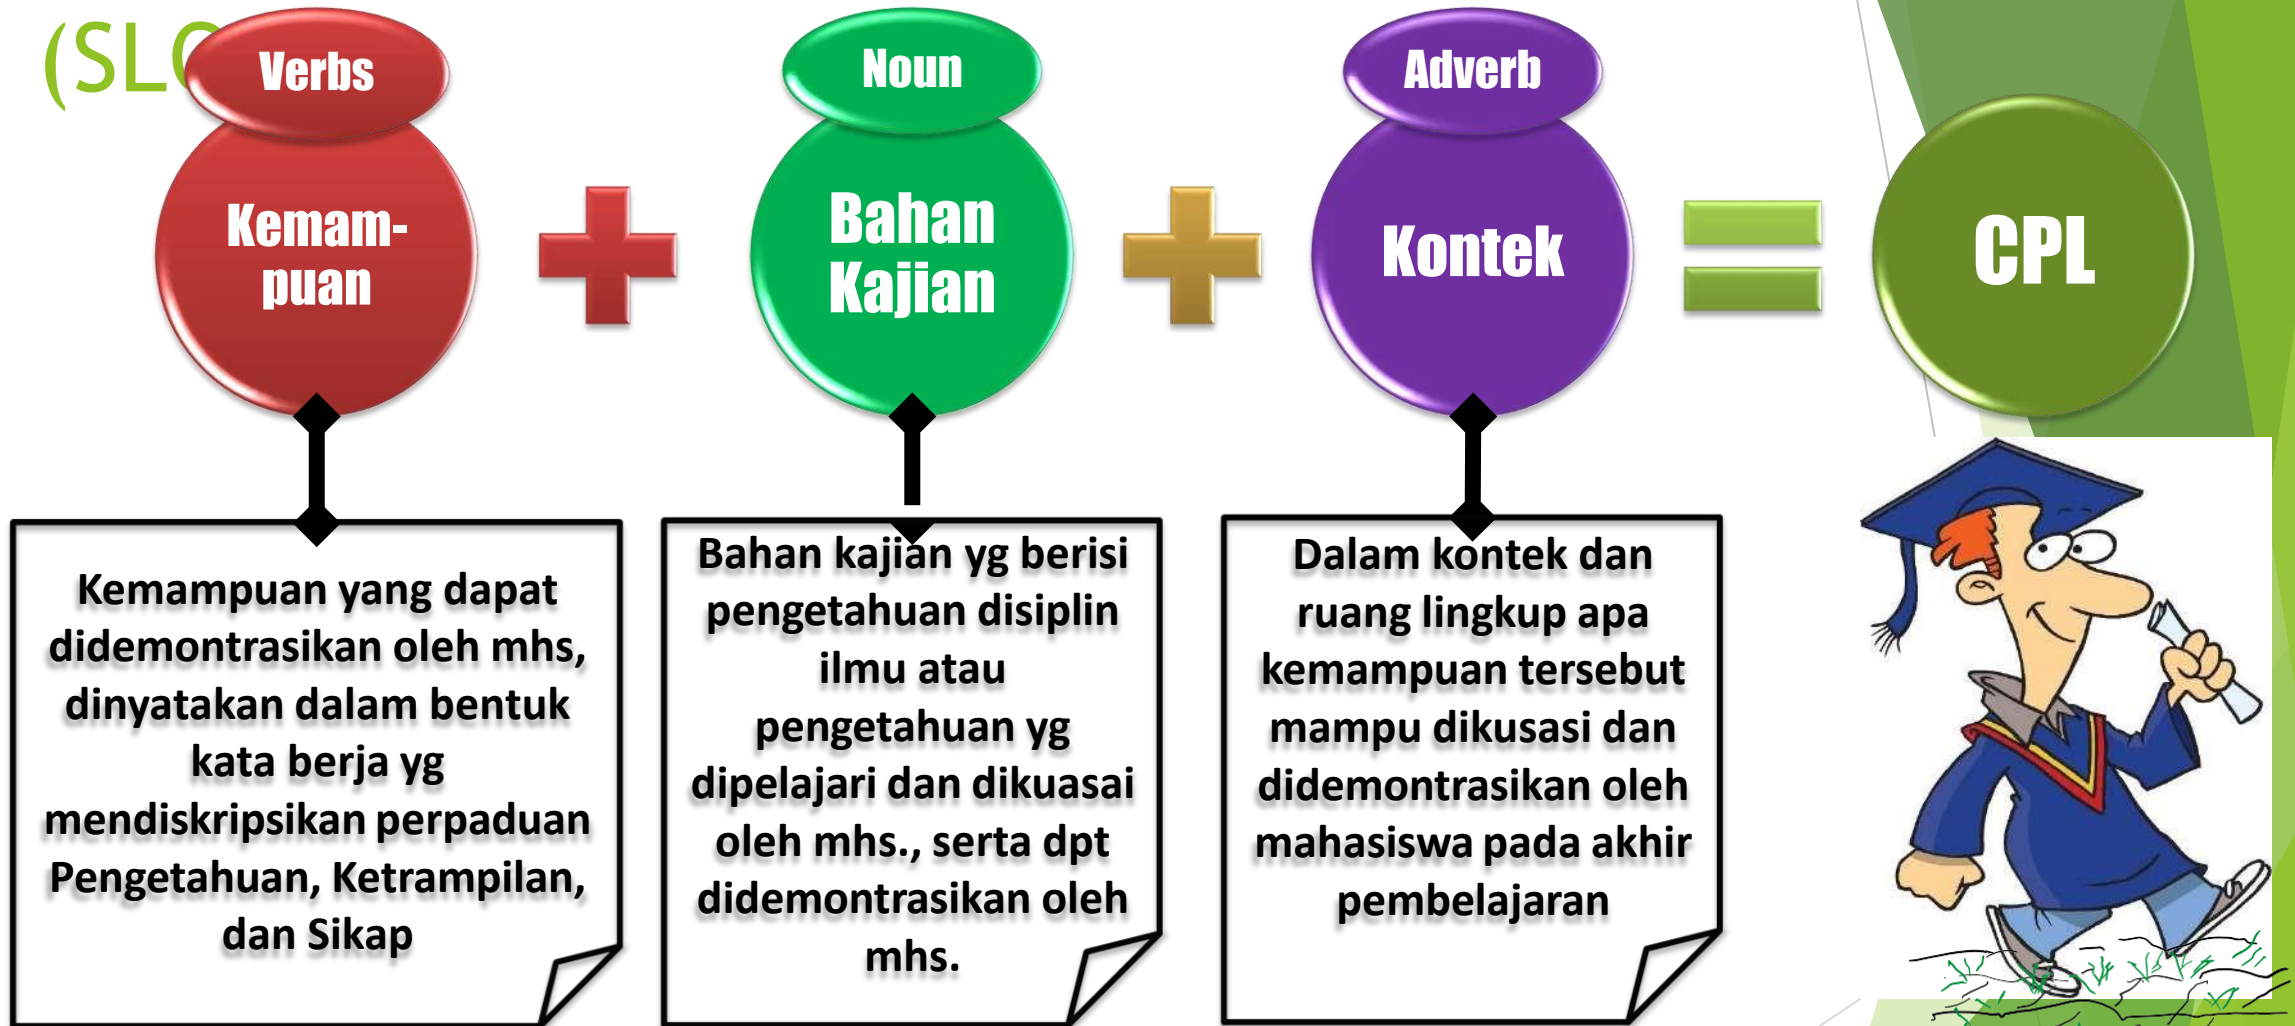 (SLO
Verbs
Kemam-
puan
Noun
Bahan
Kajian
Adverb
Kontek
CPL
Kemampuan yang dapat
didemontrasikan oleh mhs,
dinyatakan dalam bentuk
kata berja yg
mendiskripsikan perpaduan
Pengetahuan, Ketrampilan,
dan Sikap
Bahan kajian yg berisi
pengetahuan disiplin
ilmu atau
pengetahuan yg
dipelajari dan dikuasai
oleh mhs., serta dpt
didemontrasikan oleh
mhs.
Dalam kontek dan
ruang lingkup apa
kemampuan tersebut
mampu dikusasi dan
didemontrasikan oleh
mahasiswa pada akhir
pembelajaran